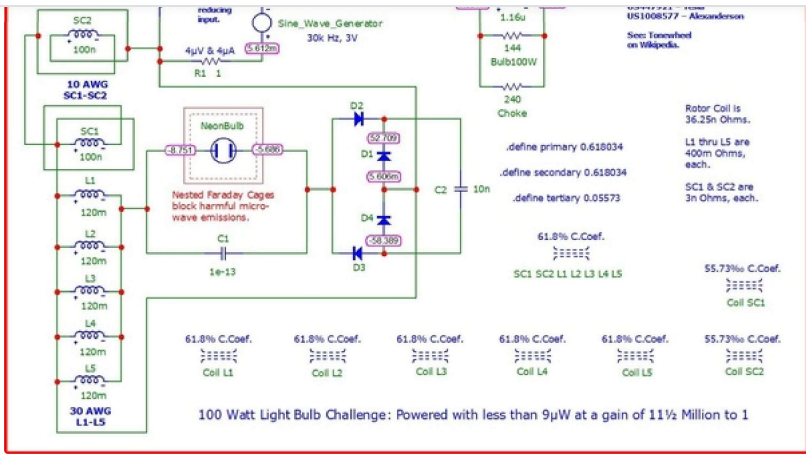 reducing
input.
SC2
100n
Sine_Wave_Generator
30k Hz, 3V
5.612m
4µV & 4µA
R1 1
1.16u
144
Bulb100W
240
Choke
US1008577 – Alexanderson
See: Tonewheel
on Wikipedia.
10 AWG
SC1-SC2
SC1
100n
NeonBulb
-8.751
-5.686
Nested Faraday Cages
block harmful micro-
wave emissions.
C1
1e-13
D2
52.709
D1
5.606m
D4
-58.389
D3
C2
10n
.define primary 0.618034
.define secondary 0.618034
.define tertiary 0.05573
Rotor Coil is
36.25n Ohms.
L1 thru L5 are
400m Ohms,
each.
SC1 & SC2 are
3n Ohms, each.
L1
120m
L2
120m
L3
120m
L4
120m
L5
120m
30 AWG
L1-L5
61.8% C.Coef.
SC1 SC2 L1 L2 L3 L4 L5
55.73‰ C.Coef.
Coil SC1
61.8% C.Coef.
Coil L1
61.8% C.Coef.
Coil L2
61.8% C.Coef.
Coil L3
61.8% C.Coef.
Coil L4
61.8% C.Coef.
Coil L5
55.73‰ C.Coef.
Coil SC2
100 Watt Light Bulb Challenge: Powered with less than 9µW at a gain of 11½ Million to 1